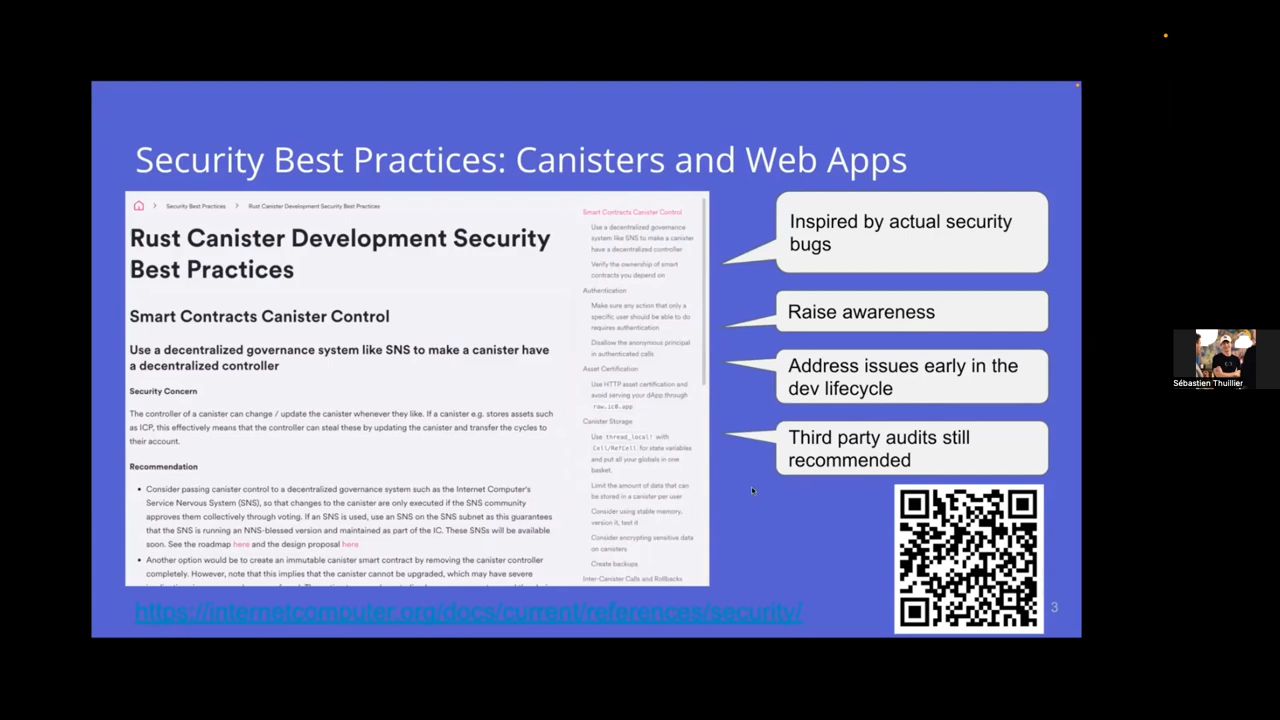 Security Best Practices: Canisters and Web Apps
Security Best Practices > Rust Canister Development Security Best Practices
Rust Canister Development Security
Best Practices
Smart Contracts Canister Control
Use a decentralized governance system like SNS to make a canister have
a decentralized controller
Security Concern
The controller of a canister can change / update the canister whenever they like. If a canister e.g. stores assets such
as ICP, this effectively means that the controller can steal these by updating the canister and transfer the cycles to
their account.
Recommendation
• Consider passing canister control to a decentralized governance system such as the Internet Computer's
Service Nervous System (SNS), so that changes to the canister are only executed if the SNS community
approves them collectively through voting. If an SNS is used, use an SNS on the SNS subnet as this guarantees
that the SNS is running an NNS-blessed version and maintained as part of the IC. These SNSs will be available
soon. See the roadmap here and the design proposal here
• Another option would be to create an immutable canister smart contract by removing the canister controller
completely. However, note that this implies that the canister cannot be upgraded, which may have severe
Smart Contracts Canister Control
Use a decentralized governance
system like SNS to make a canister
have a decentralized controller
Verify the ownership of smart
contracts you depend on
Authentication
Make sure any action that only a
specific user should be able to do
requires authentication
Disallow the anonymous principal
in authenticated calls
Asset Certification
Use HTTP asset certification and
avoid serving your dApp through
raw.ic0.app
Canister Storage
Use thread_local! with
Cell/RefCell for state variables
and put all your globals in one
basket.
Limit the amount of data that can
be stored in a canister per user
Consider using stable memory,
version it, test it
Consider encrypting sensitive data
on canisters
Create backups
Inter-Canister Calls and Rollbacks
Inspired by actual security
bugs
Raise awareness
Address issues early in the
dev lifecycle
Third party audits still
recommended
https://internetcomputer.org/docs/current/references/security/
3
Sébastien Thuillier